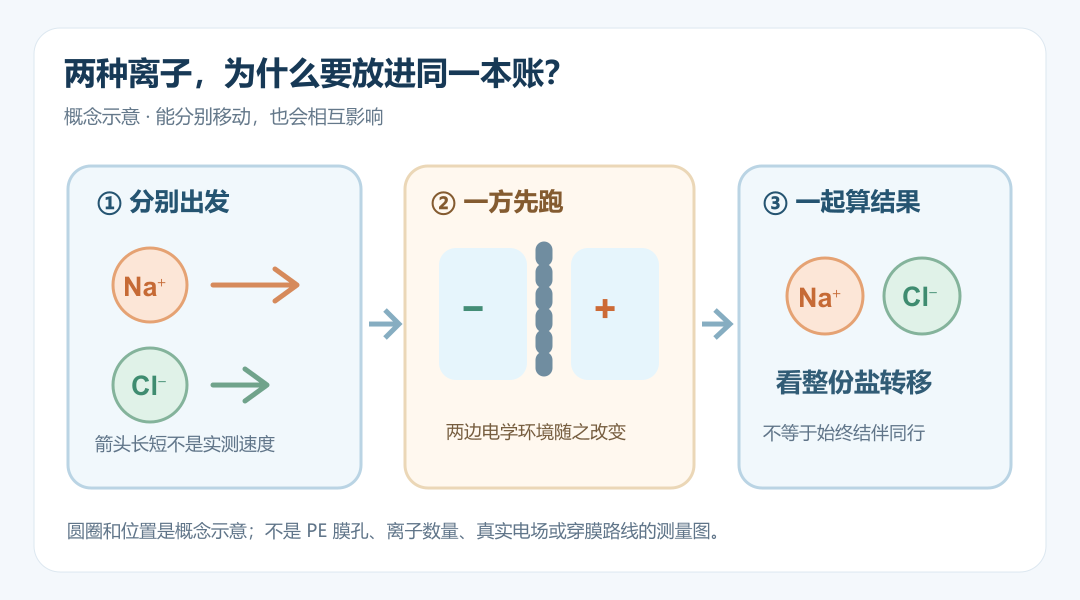 两种离子，为什么要放进同一本账？
概念示意 · 能分别移动，也会相互影响
① 分别出发
Na⁺
Cl⁻
箭头长短不是实测速度
② 一方先跑
− +
两边电学环境随之改变
③ 一起算结果
Na⁺ Cl⁻
看整份盐转移
不等于始终结伴同行
圆圈和位置是概念示意；不是 PE 膜孔、离子数量、真实电场或穿膜路线的测量图。